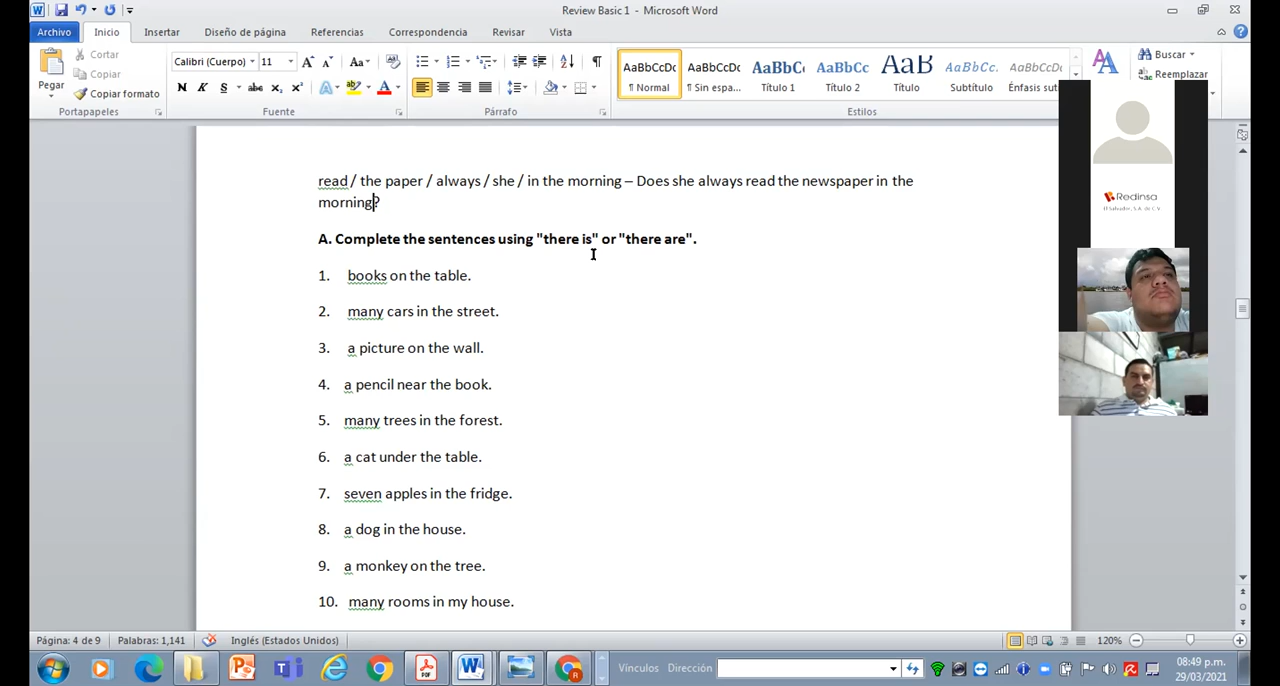 Review Basic 1 - Microsoft Word
Archivo Inicio Insertar Diseño de página Referencias Correspondencia Revisar Vista
Pegar
Cortar
Copiar
Copiar formato
Portapapeles
Calibri (Cuerpo) 11
N K S abc x₂ x²
Fuente
Párrafo
AaBbCcDc AaBbCcDc AaBbC AaBbCc AaB AaBbCc. AaBbCcDc
¶ Normal ¶ Sin espa... Título 1 Título 2 Título Subtítulo Énfasis sut
Estilos
Buscar
Reemplazar
read / the paper / always / she / in the morning – Does she always read the newspaper in the
morning?
A. Complete the sentences using "there is" or "there are".
1. books on the table.
2. many cars in the street.
3. a picture on the wall.
4. a pencil near the book.
5. many trees in the forest.
6. a cat under the table.
7. seven apples in the fridge.
8. a dog in the house.
9. a monkey on the tree.
10. many rooms in my house.
Redinsa
Página: 4 de 9 Palabras: 1,141 Inglés (Estados Unidos) 120%
Vínculos Dirección
08:49 p.m.
29/03/2021